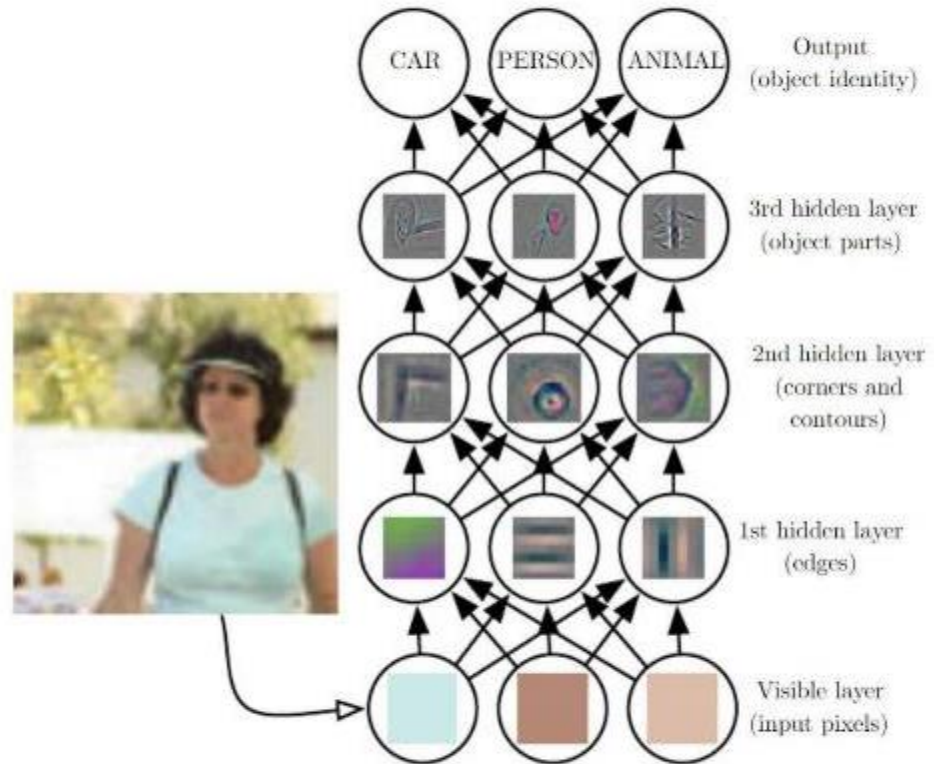 CAR PERSON ANIMAL
Output
(object identity)
3rd hidden layer
(object parts)
2nd hidden layer
(corners and
contours)
1st hidden layer
(edges)
Visible layer
(input pixels)